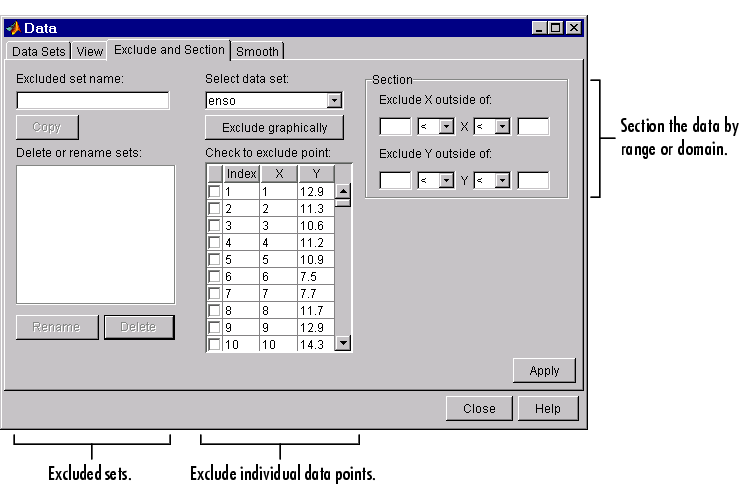 Data
Data Sets View Exclude and Section Smooth
Excluded set name:
Copy
Delete or rename sets:
Rename Delete
Select data set:
enso
Exclude graphically
Check to exclude point:
Index X Y
1 1 12.9
2 2 11.3
3 3 10.6
4 4 11.2
5 5 10.9
6 6 7.5
7 7 7.7
8 8 11.7
9 9 12.9
10 10 14.3
Section
Exclude X outside of:
< X <
Exclude Y outside of:
< Y <
Apply
Close Help
Section the data by
range or domain.
Excluded sets.
Exclude individual data points.